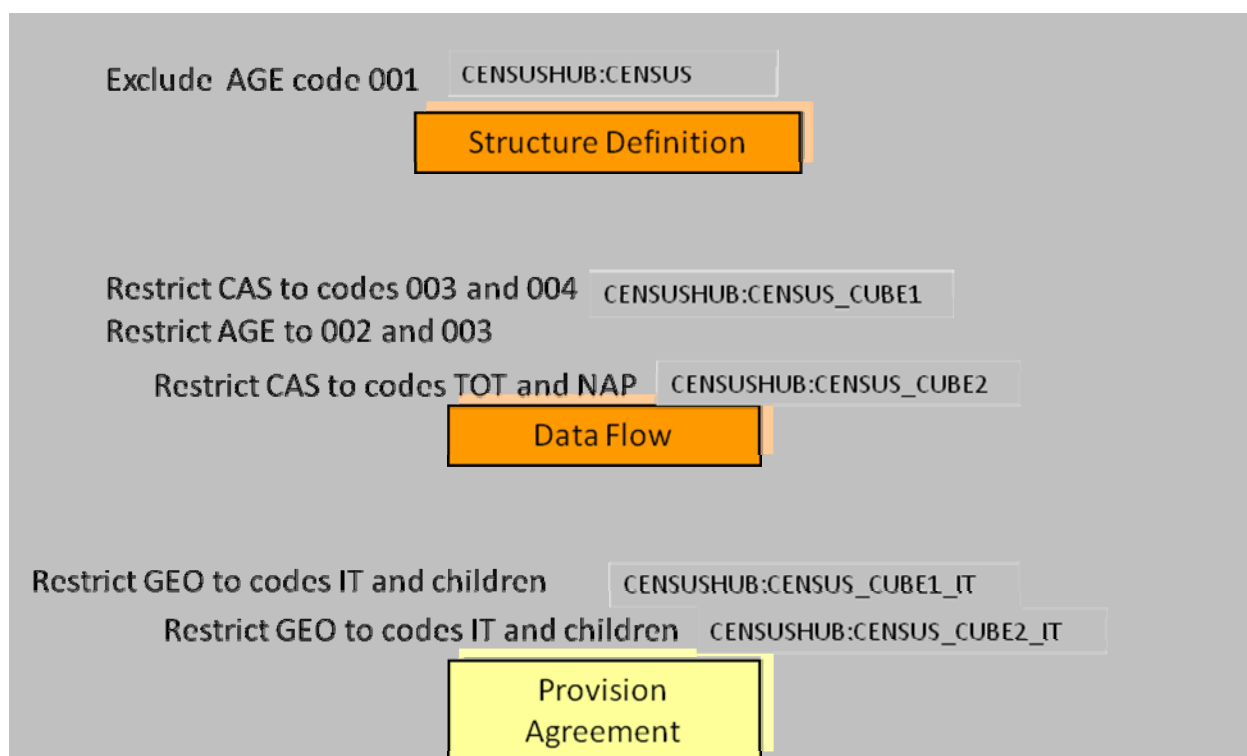 Exclude AGE code 001 CENSUSHUB:CENSUS
Structure Definition
Restrict CAS to codes 003 and 004 CENSUSHUB:CENSUS_CUBE1
Restrict AGE to 002 and 003
Restrict CAS to codes TOT and NAP CENSUSHUB:CENSUS_CUBE2
Data Flow
Restrict GEO to codes IT and children CENSUSHUB:CENSUS_CUBE1_IT
Restrict GEO to codes IT and children CENSUSHUB:CENSUS_CUBE2_IT
Provision
Agreement